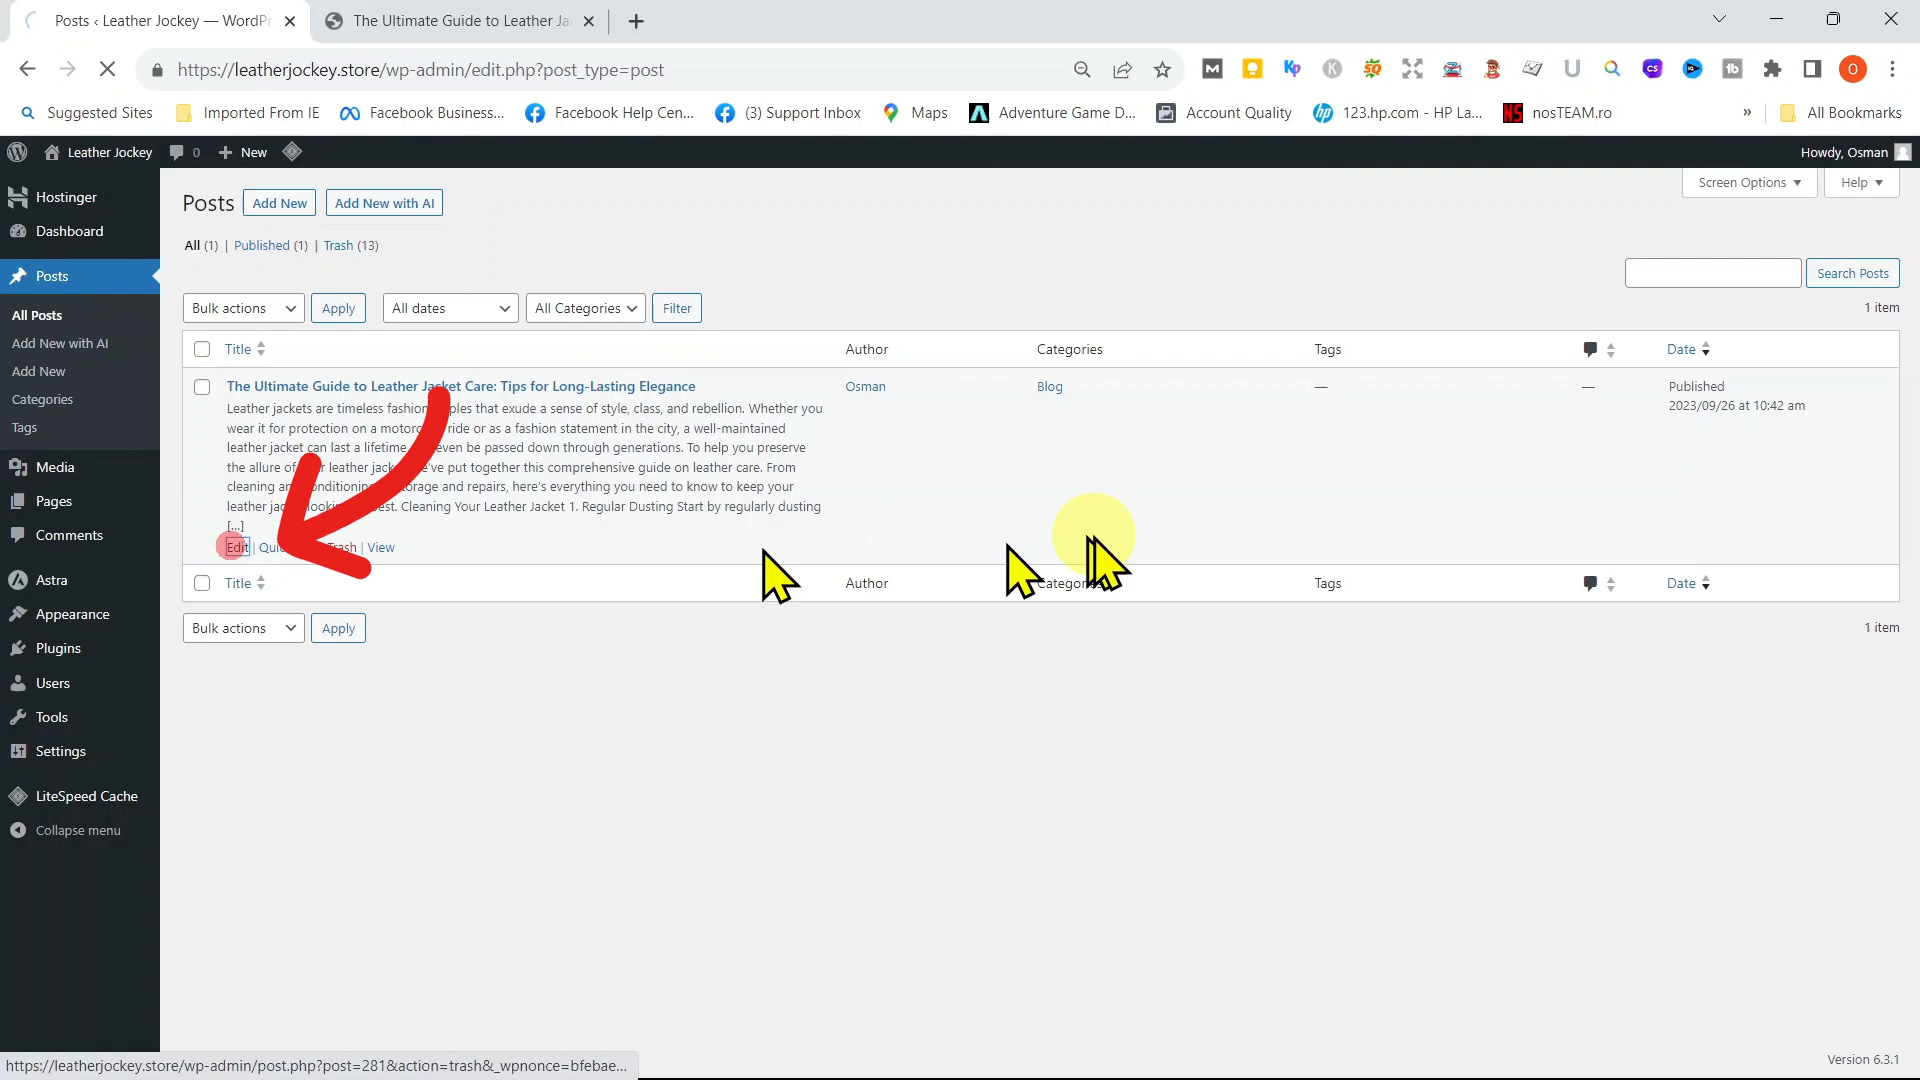 Posts ‹ Leather Jockey — WordPr
The Ultimate Guide to Leather Ja
https://leatherjockey.store/wp-admin/edit.php?post_type=post
Suggested Sites
Imported From IE
Facebook Business...
Facebook Help Cen...
(3) Support Inbox
Maps
Adventure Game D...
Account Quality
123.hp.com - HP La...
nosTEAM.ro
»
All Bookmarks
Leather Jockey
0
New
Howdy, Osman
Hostinger
Dashboard
Posts
All Posts
Add New with AI
Add New
Categories
Tags
Media
Pages
Comments
Astra
Appearance
Plugins
Users
Tools
Settings
LiteSpeed Cache
Collapse menu
Posts
Add New
Add New with AI
Screen Options
Help
All (1) | Published (1) | Trash (13)
Search Posts
Bulk actions
Apply
All dates
All Categories
Filter
1 item
Title
Author
Categories
Tags
Date
The Ultimate Guide to Leather Jacket Care: Tips for Long-Lasting Elegance
Osman
Blog
—
—
Published
2023/09/26 at 10:42 am
Leather jackets are timeless fashion ples that exude a sense of style, class, and rebellion. Whether you
wear it for protection on a motorc ride or as a fashion statement in the city, a well-maintained
leather jacket can last a lifetime even be passed down through generations. To help you preserve
the allure of leather jack 've put together this comprehensive guide on leather care. From
cleaning an onditioning orage and repairs, here's everything you need to know to keep your
leather jac looki est. Cleaning Your Leather Jacket 1. Regular Dusting Start by regularly dusting
[...]
Edit | Qui Trash | View
Title
Author
Categories
Tags
Date
Bulk actions
Apply
1 item
Version 6.3.1
https://leatherjockey.store/wp-admin/post.php?post=281&action=trash&_wpnonce=bfebae...